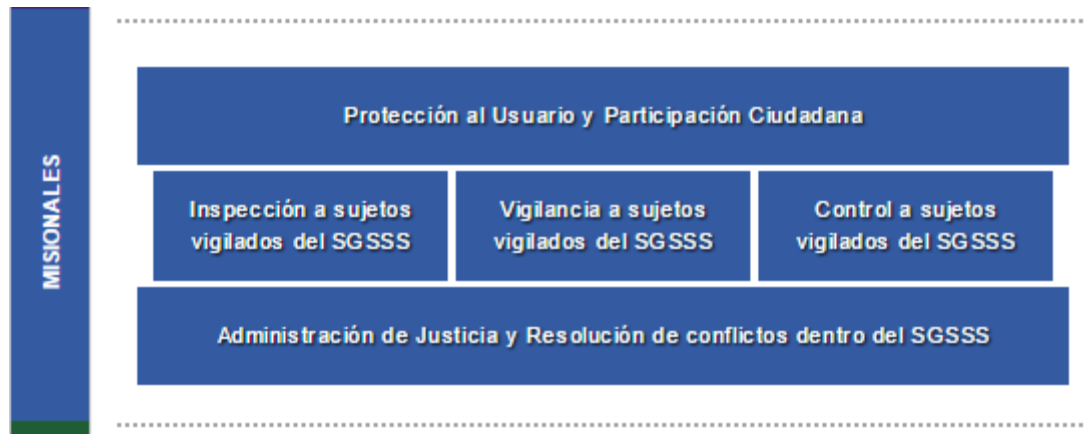 MISIONALES
Protección al Usuario y Participación Ciudadana
Inspección a sujetos
vigilados del SGSSS
Vigilancia a sujetos
vigilados del SGSSS
Control a sujetos
vigilados del SGSSS
Administración de Justicia y Resolución de conflictos dentro del SGSSS